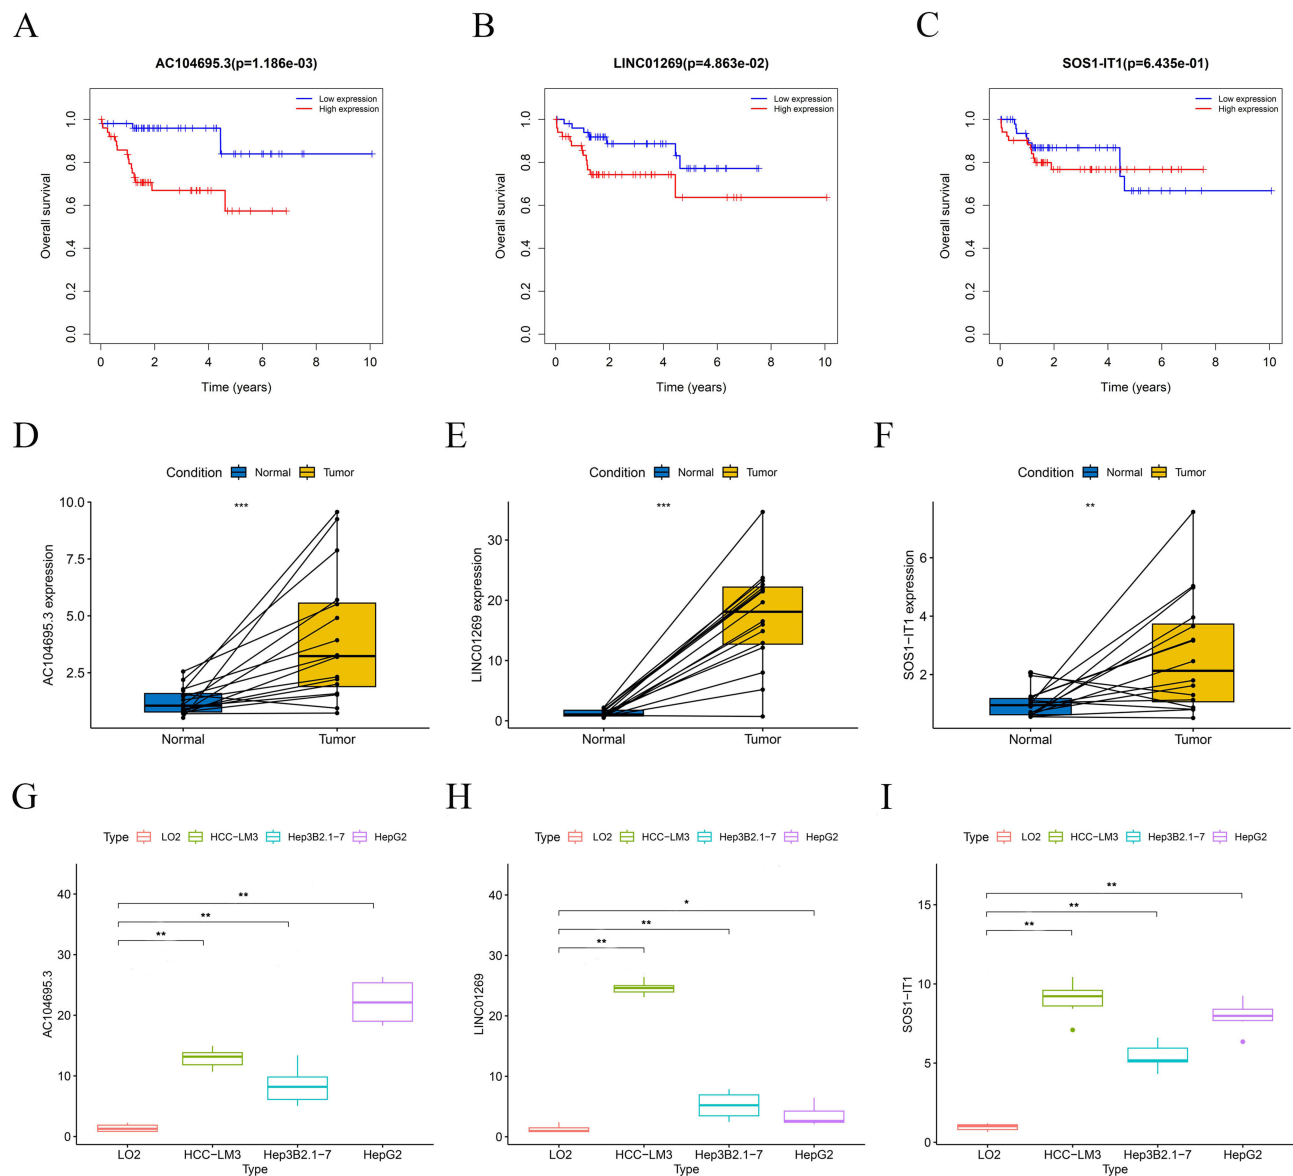 A
B
C
AC104695.3(p=1.186e-03)
LINC01269(p=4.863e-02)
SOS1-IT1(p=6.435e-01)
Low expression
High expression
Low expression
High expression
Low expression
High expression
Overall survival
0.0 0.2 0.4 0.6 0.8 1.0
Overall survival
0.0 0.2 0.4 0.6 0.8 1.0
Overall survival
0.0 0.2 0.4 0.6 0.8 1.0
0 2 4 6 8 10
0 2 4 6 8 10
0 2 4 6 8 10
Time (years)
Time (years)
Time (years)
D
E
F
Condition Normal Tumor
Condition Normal Tumor
Condition Normal Tumor
AC104695.3 expression
10.0
7.5
5.0
2.5
***
LINC01269 expression
30
20
10
0
***
SOS1−IT1 expression
6
4
2
**
Normal Tumor
Normal Tumor
Normal Tumor
G
H
I
Type LO2 HCC−LM3 Hep3B2.1−7 HepG2
Type LO2 HCC−LM3 Hep3B2.1−7 HepG2
Type LO2 HCC−LM3 Hep3B2.1−7 HepG2
AC104695.3
40
30
20
10
0
**
**
**
LINC01269
40
30
20
10
0
*
**
**
SOS1−IT1
15
10
5
0
**
**
**
LO2 HCC−LM3 Hep3B2.1−7 HepG2
LO2 HCC−LM3 Hep3B2.1−7 HepG2
LO2 HCC−LM3 Hep3B2.1−7 HepG2
Type
Type
Type